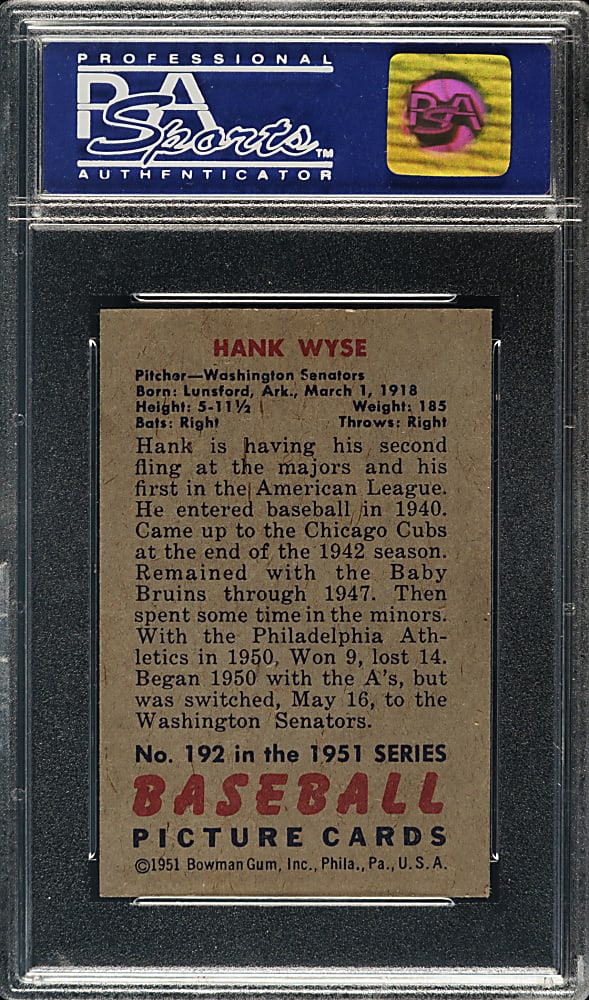 PROFESSIONAL
PSA
Sports™
AUTHENTICATOR
PSA
HANK WYSE
Pitcher—Washington Senators
Born: Lunsford, Ark., March 1, 1918
Height: 5-11½ Weight: 185
Bats: Right Throws: Right
Hank is having his second
fling at the majors and his
first in the American League.
He entered baseball in 1940.
Came up to the Chicago Cubs
at the end of the 1942 season.
Remained with the Baby
Bruins through 1947. Then
spent some time in the minors.
With the Philadelphia Ath-
letics in 1950, Won 9, lost 14.
Began 1950 with the A's, but
was switched, May 16, to the
Washington Senators.
No. 192 in the 1951 SERIES
BASEBALL
PICTURE CARDS
©1951 Bowman Gum, Inc., Phila., Pa., U.S.A.